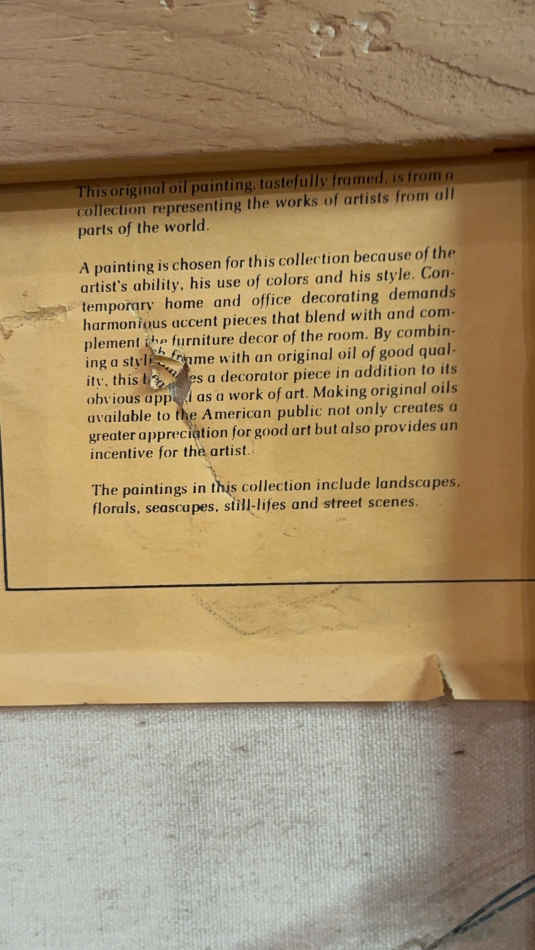 22
This original oil painting, tastefully framed, is from a
collection representing the works of artists from all
parts of the world.
A painting is chosen for this collection because of the
artist's ability, his use of colors and his style. Con-
temporary home and office decorating demands
harmonious accent pieces that blend with and com-
plement the furniture decor of the room. By combin-
ing a frame with an original oil of good qual-
ity, this a decorator piece in addition to its
obvious appeal as a work of art. Making original oils
available to the American public not only creates a
greater appreciation for good art but also provides an
incentive for the artist.
The paintings in this collection include landscapes,
florals, seascapes, still-lifes and street scenes.